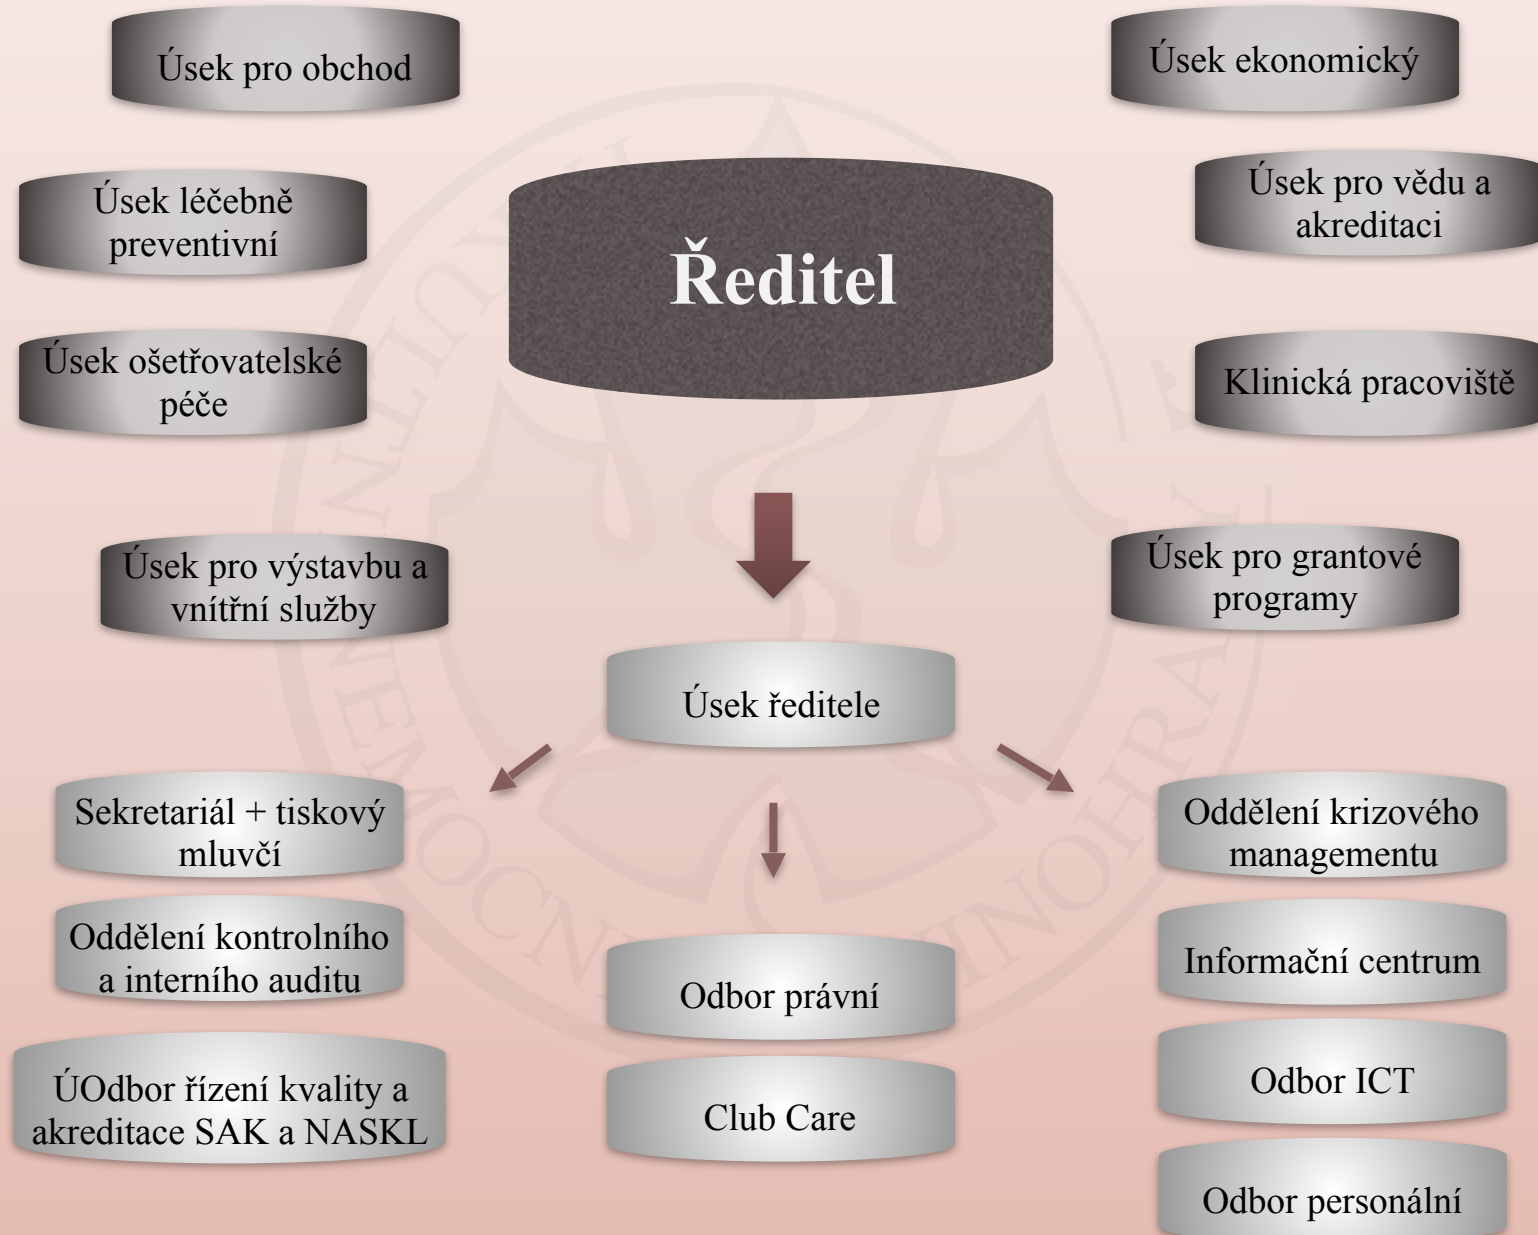 Úsek pro obchod
Úsek ekonomický
Úsek léčebně
preventivní
Ředitel
Úsek pro vědu a
akreditaci
Úsek ošetřovatelské
péče
Klinická pracoviště
Úsek pro výstavbu a
vnítřní služby
Úsek pro grantové
programy
Úsek ředitele
Sekretariál + tiskový
mluvčí
Oddělení kontrolního
a interního auditu
ÚOdbor řízení kvality a
akreditace SAK a NASKL
Odbor právní
Club Care
Oddělení krizového
managementu
Informační centrum
Odbor ICT
Odbor personální